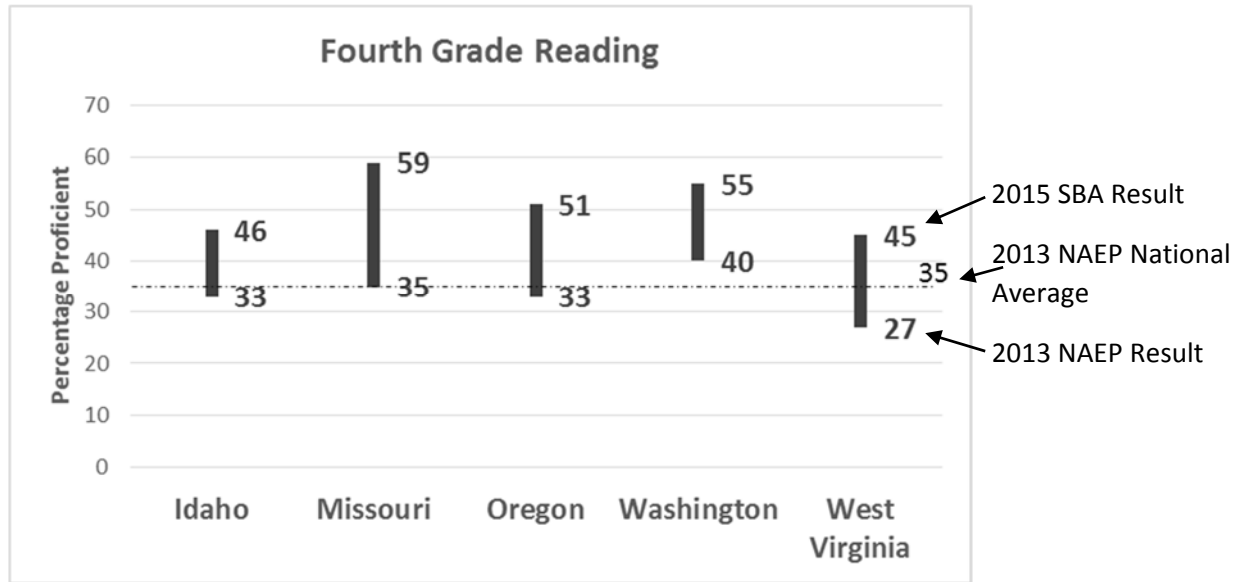 Fourth Grade Reading
Percentage Proficient
70
60
50
40
30
20
10
0
46
33
59
35
51
33
55
40
45
35
27
Idaho
Missouri
Oregon
Washington
West
Virginia
2015 SBA Result
2013 NAEP National
Average
2013 NAEP Result